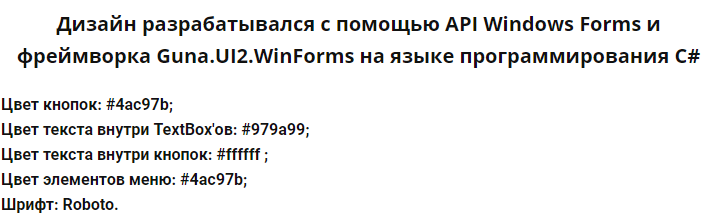 Дизайн разрабатывался с помощью API Windows Forms и
фреймворка Guna.UI2.WinForms на языке программирования C#
Цвет кнопок: #4ac97b;
Цвет текста внутри TextBox'ов: #979a99;
Цвет текста внутри кнопок: #ffffff ;
Цвет элементов меню: #4ac97b;
Шрифт: Roboto.